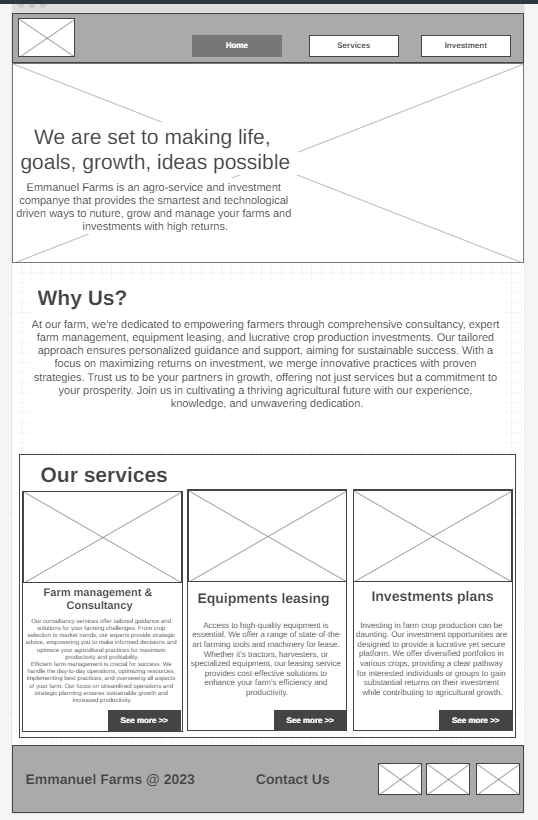 Home
Services
Investment
We are set to making life,
goals, growth, ideas possible
Emmanuel Farms is an agro-service and investment
companye that provides the smartest and technological
driven ways to nuture, grow and manage your farms and
investments with high returns.
Why Us?
At our farm, we're dedicated to empowering farmers through comprehensive consultancy, expert
farm management, equipment leasing, and lucrative crop production investments. Our tailored
approach ensures personalized guidance and support, aiming for sustainable success. With a
focus on maximizing returns on investment, we merge innovative practices with proven
strategies. Trust us to be your partners in growth, offering not just services but a commitment to
your prosperity. Join us in cultivating a thriving agricultural future with our experience,
knowledge, and unwavering dedication.
Our services
Farm management &
Consultancy
Our consultancy services offer tailored guidance and
solutions for your farming challenges. From crop
selection to market trends, our experts provide strategic
advice, empowering you to make informed decisions and
optimize your agricultural practices for maximum
productivity and profitability.
Efficient farm management is crucial for success. We
handle the day-to-day operations, optimizing resources,
implementing best practices, and overseeing all aspects
of your farm. Our focus on streamlined operations and
strategic planning ensures sustainable growth and
increased productivity.
See more >>
Equipments leasing
Access to high-quality equipment is
essential. We offer a range of state-of-the-
art farming tools and machinery for lease.
Whether it's tractors, harvesters, or
specialized equipment, our leasing service
provides cost-effective solutions to
enhance your farm's efficiency and
productivity.
See more >>
Investments plans
Investing in farm crop production can be
daunting. Our investment opportunities are
designed to provide a lucrative yet secure
platform. We offer diversified portfolios in
various crops, providing a clear pathway
for interested individuals or groups to gain
substantial returns on their investment
while contributing to agricultural growth.
See more >>
Emmanuel Farms @ 2023
Contact Us